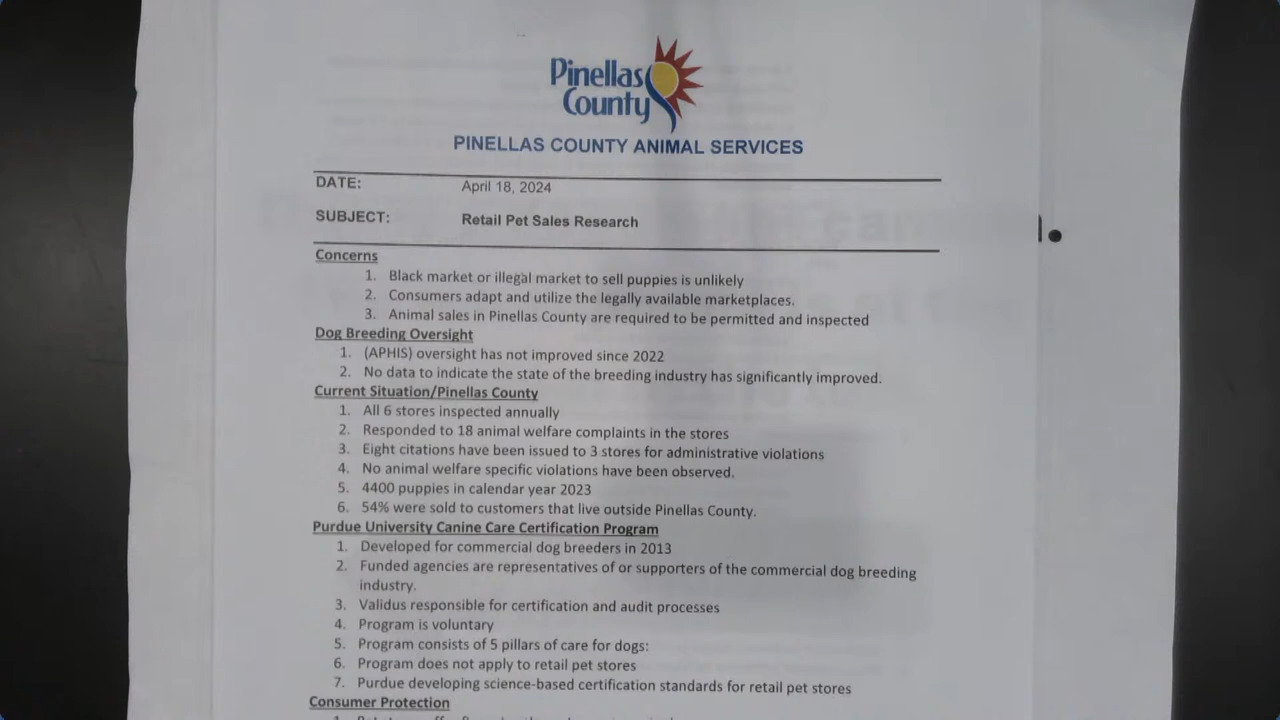 Pinellas
County
PINELLAS COUNTY ANIMAL SERVICES
DATE: April 18, 2024
SUBJECT: Retail Pet Sales Research
Concerns
1. Black market or illegal market to sell puppies is unlikely
2. Consumers adapt and utilize the legally available marketplaces.
3. Animal sales in Pinellas County are required to be permitted and inspected
Dog Breeding Oversight
1. (APHIS) oversight has not improved since 2022
2. No data to indicate the state of the breeding industry has significantly improved.
Current Situation/Pinellas County
1. All 6 stores inspected annually
2. Responded to 18 animal welfare complaints in the stores
3. Eight citations have been issued to 3 stores for administrative violations
4. No animal welfare specific violations have been observed.
5. 4400 puppies in calendar year 2023
6. 54% were sold to customers that live outside Pinellas County.
Purdue University Canine Care Certification Program
1. Developed for commercial dog breeders in 2013
2. Funded agencies are representatives of or supporters of the commercial dog breeding
industry.
3. Validus responsible for certification and audit processes
4. Program is voluntary
5. Program consists of 5 pillars of care for dogs:
6. Program does not apply to retail pet stores
7. Purdue developing science-based certification standards for retail pet stores
Consumer Protection